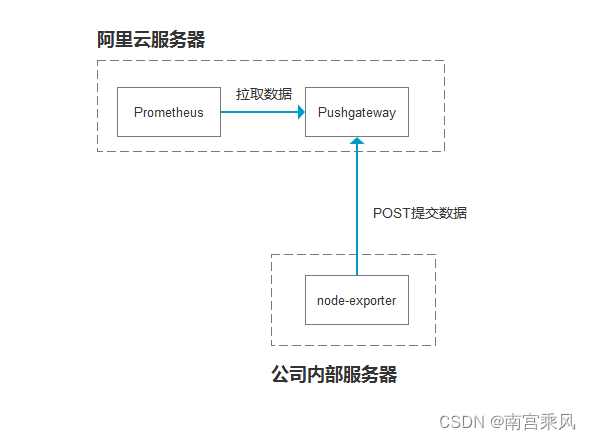 阿里云服务器
拉取数据
Prometheus
Pushgateway
POST提交数据
node-exporter
公司内部服务器
CSDN @南宫乘风